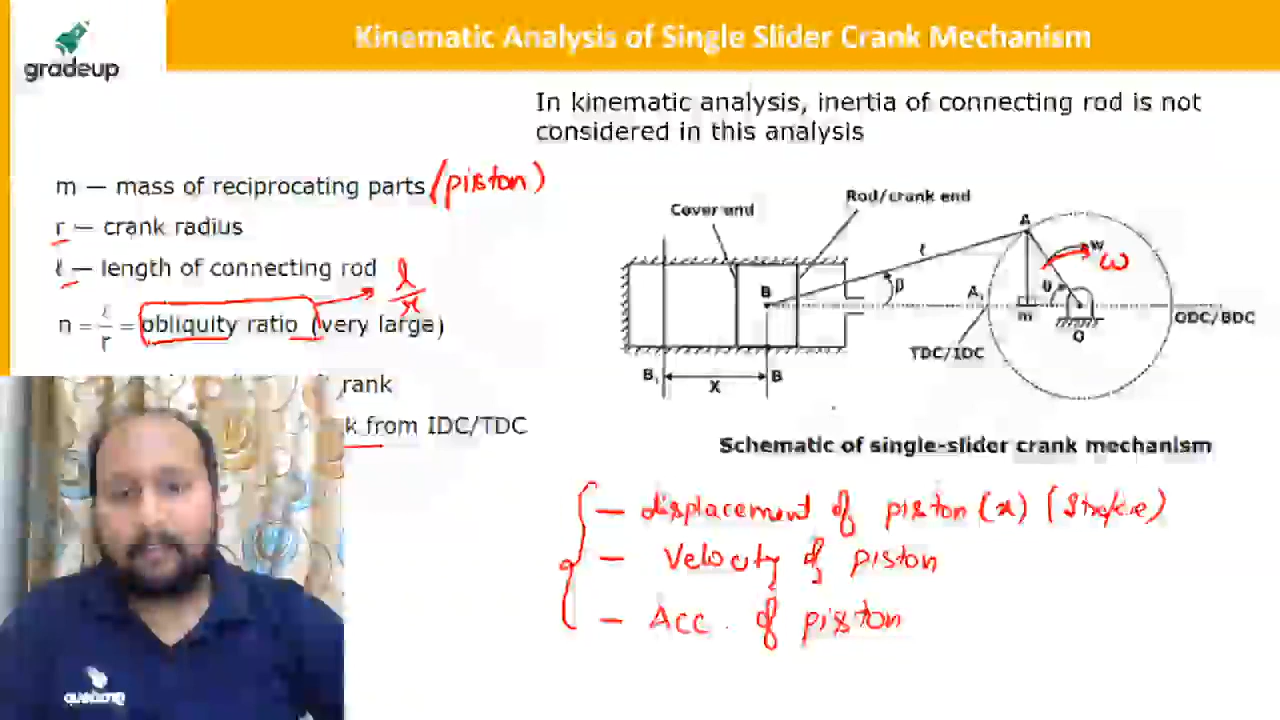 gradeup
Kinematic Analysis of Single Slider Crank Mechanism
In kinematic analysis, inertia of connecting rod is not
considered in this analysis
m — mass of reciprocating parts (piston)
r — crank radius
ℓ — length of connecting rod
n = ℓ/r = obliquity ratio (very large)
l/r
rank
k from IDC/TDC
Cover end
Rod/crank end
A
ℓ
W
ω
B
β
A₁
θ
m
O
ODC/BDC
TDC/IDC
B₁
X
B
Schematic of single-slider crank mechanism
— displacement of piston (x) (Stroke)
— Velocity of piston
— Acc. of piston